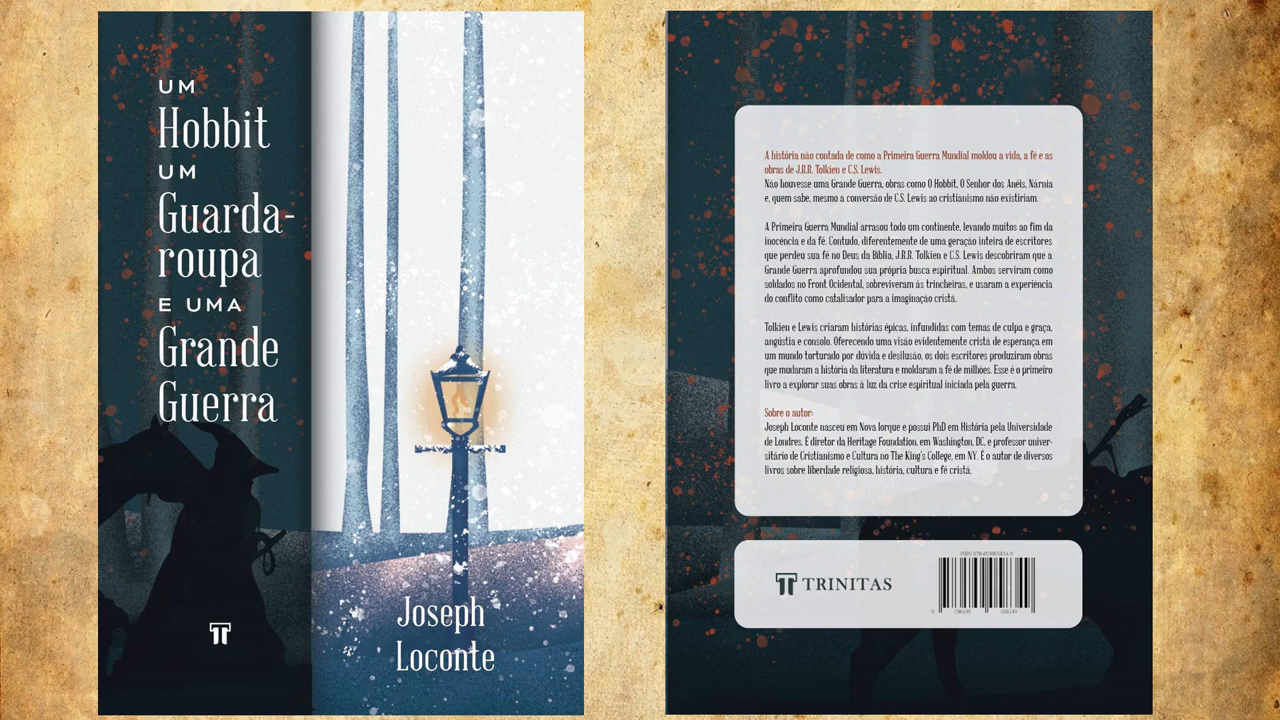 UM
Hobbit
UM
Guarda-
roupa
E UMA
Grande
Guerra
Joseph
Loconte
A história não contada de como a Primeira Guerra Mundial moldou a vida, a fé e as
obras de J.R.R. Tolkien e C.S. Lewis.
Não houvesse uma Grande Guerra, obras como O Hobbit, O Senhor dos Anéis, Nárnia
e, quem sabe, mesmo a conversão de C.S. Lewis ao cristianismo não existiriam.
A Primeira Guerra Mundial arrasou todo um continente, levando muitos ao fim da
inocência e da fé. Contudo, diferentemente de uma geração inteira de escritores
que perdeu sua fé no Deus da Bíblia, J.R.R. Tolkien e C.S. Lewis descobriram que a
Grande Guerra aprofundou sua própria busca espiritual. Ambos serviram como
soldados no Front Ocidental, sobreviveram às trincheiras, e usaram a experiência
do conflito como catalisador para a imaginação cristã.
Tolkien e Lewis criaram histórias épicas, infundidas com temas de culpa e graça,
angústia e consolo. Oferecendo uma visão evidentemente cristã de esperança em
um mundo torturado por dúvida e desilusão, os dois escritores produziram obras
que mudaram a história da literatura e moldaram a fé de milhões. Esse é o primeiro
livro a explorar suas obras à luz da crise espiritual iniciada pela guerra.
Sobre o autor:
Joseph Loconte nasceu em Nova Iorque e possui PhD em História pela Universidade
de Londres. É diretor da Heritage Foundation, em Washington, DC, e professor univer-
sitário de Cristianismo e Cultura no The King's College, em NY. É o autor de diversos
livros sobre liberdade religiosa, história, cultura e fé cristã.
TRINITAS